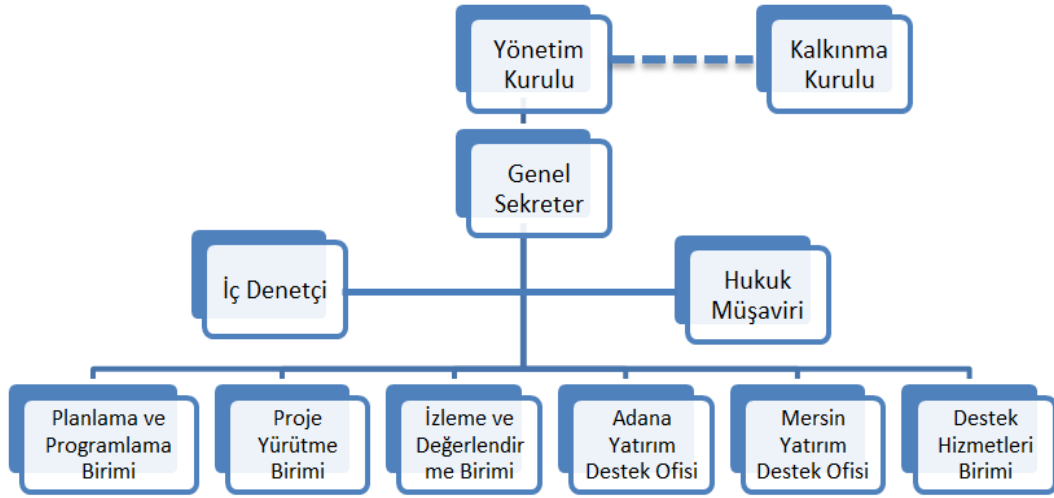 Yönetim
Kurulu
Kalkınma
Kurulu
Genel
Sekreter
İç Denetçi
Hukuk
Müşaviri
Planlama ve
Programlama
Birimi
Proje
Yürütme
Birimi
İzleme ve
Değerlendir
me Birimi
Adana
Yatırım
Destek Ofisi
Mersin
Yatırım
Destek Ofisi
Destek
Hizmetleri
Birimi